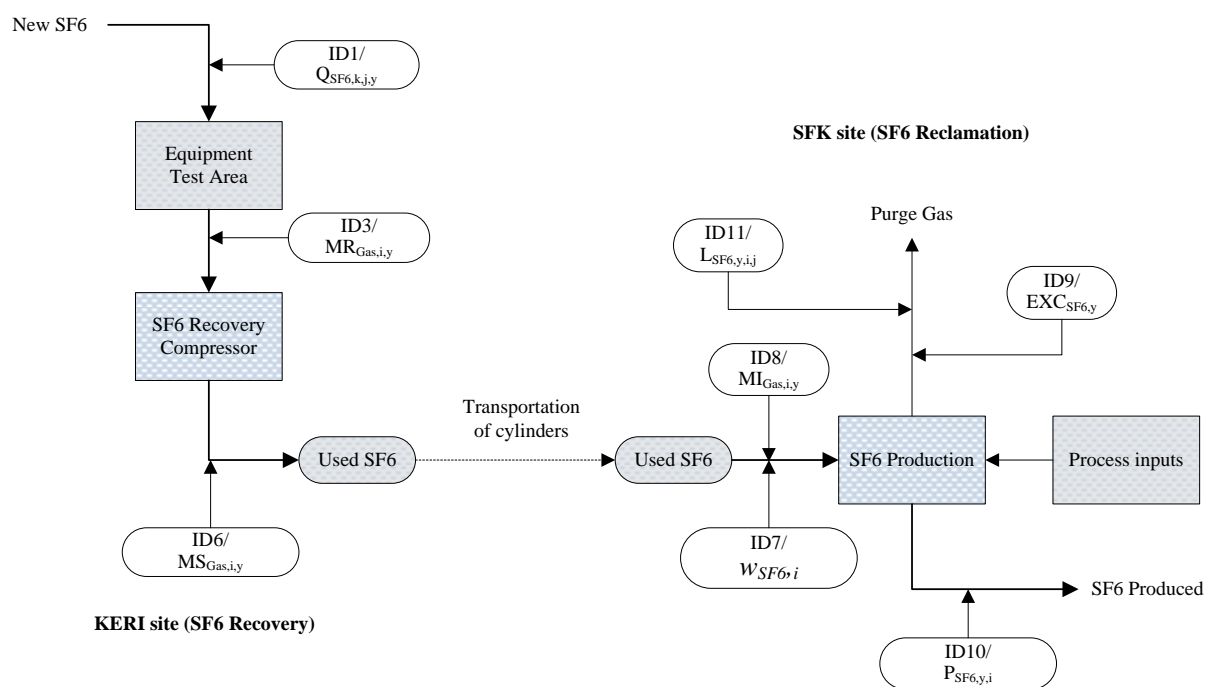 New SF6
ID1/
QSF6,k,j,y
Equipment
Test Area
ID3/
MRGas,i,y
SF6 Recovery
Compressor
Used SF6
ID6/
MSGas,i,y
KERI site (SF6 Recovery)
Transportation
of cylinders
SFK site (SF6 Reclamation)
Purge Gas
ID11/
LSF6,y,i,j
ID9/
EXCSF6,y
ID8/
MIGas,i,y
Used SF6
SF6 Production
Process inputs
ID7/
wSF6,i
SF6 Produced
ID10/
PSF6,y,i